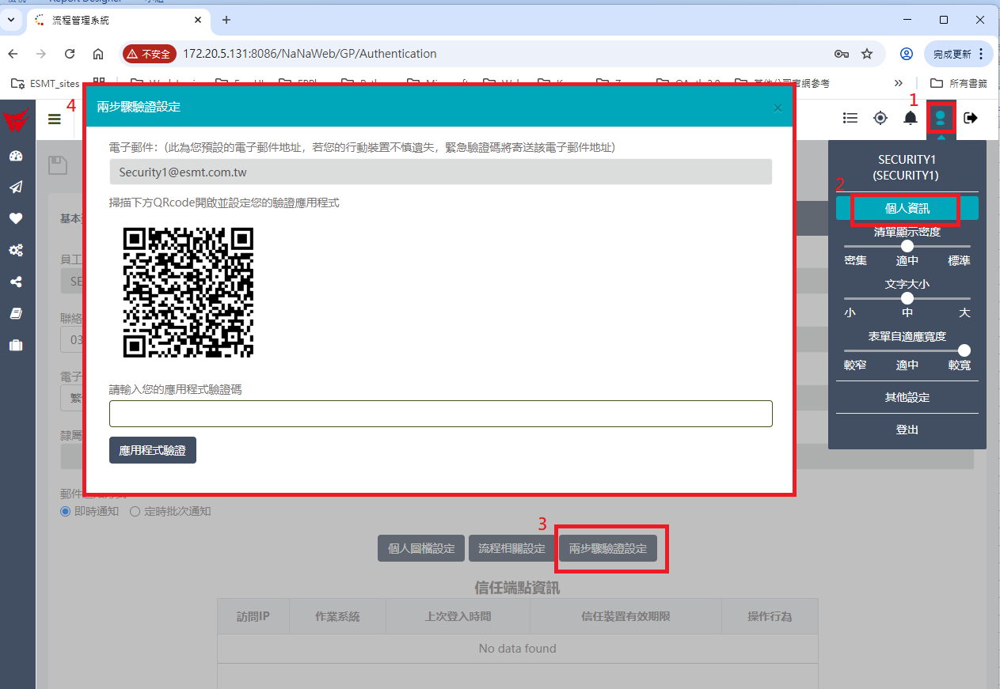 Report Designer
流程管理系統
不安全
172.20.5.131:8086/NaNaWeb/GP/Authentication
完成更新
ESMT_sites
其他公司官網參考
所有書籤
1
4
兩步驟驗證設定
電子郵件：(此為您預設的電子郵件地址，若您的行動裝置不慎遺失，緊急驗證碼將寄送該電子郵件地址)
Security1@esmt.com.tw
掃描下方QRcode開啟並設定您的驗證應用程式
請輸入您的應用程式驗證碼
應用程式驗證
SECURITY1
(SECURITY1)
2
個人資訊
清單顯示密度
密集 適中 標準
文字大小
小 中 大
表單自適應寬度
較窄 適中 較寬
其他設定
登出
基本
員工
SE
聯絡
03
電子
繁
隸屬
郵件
即時通知 定時批次通知
3
個人圖檔設定 流程相關設定 兩步驟驗證設定
信任端點資訊
訪問IP 作業系統 上次登入時間 信任裝置有效期限 操作行為
No data found